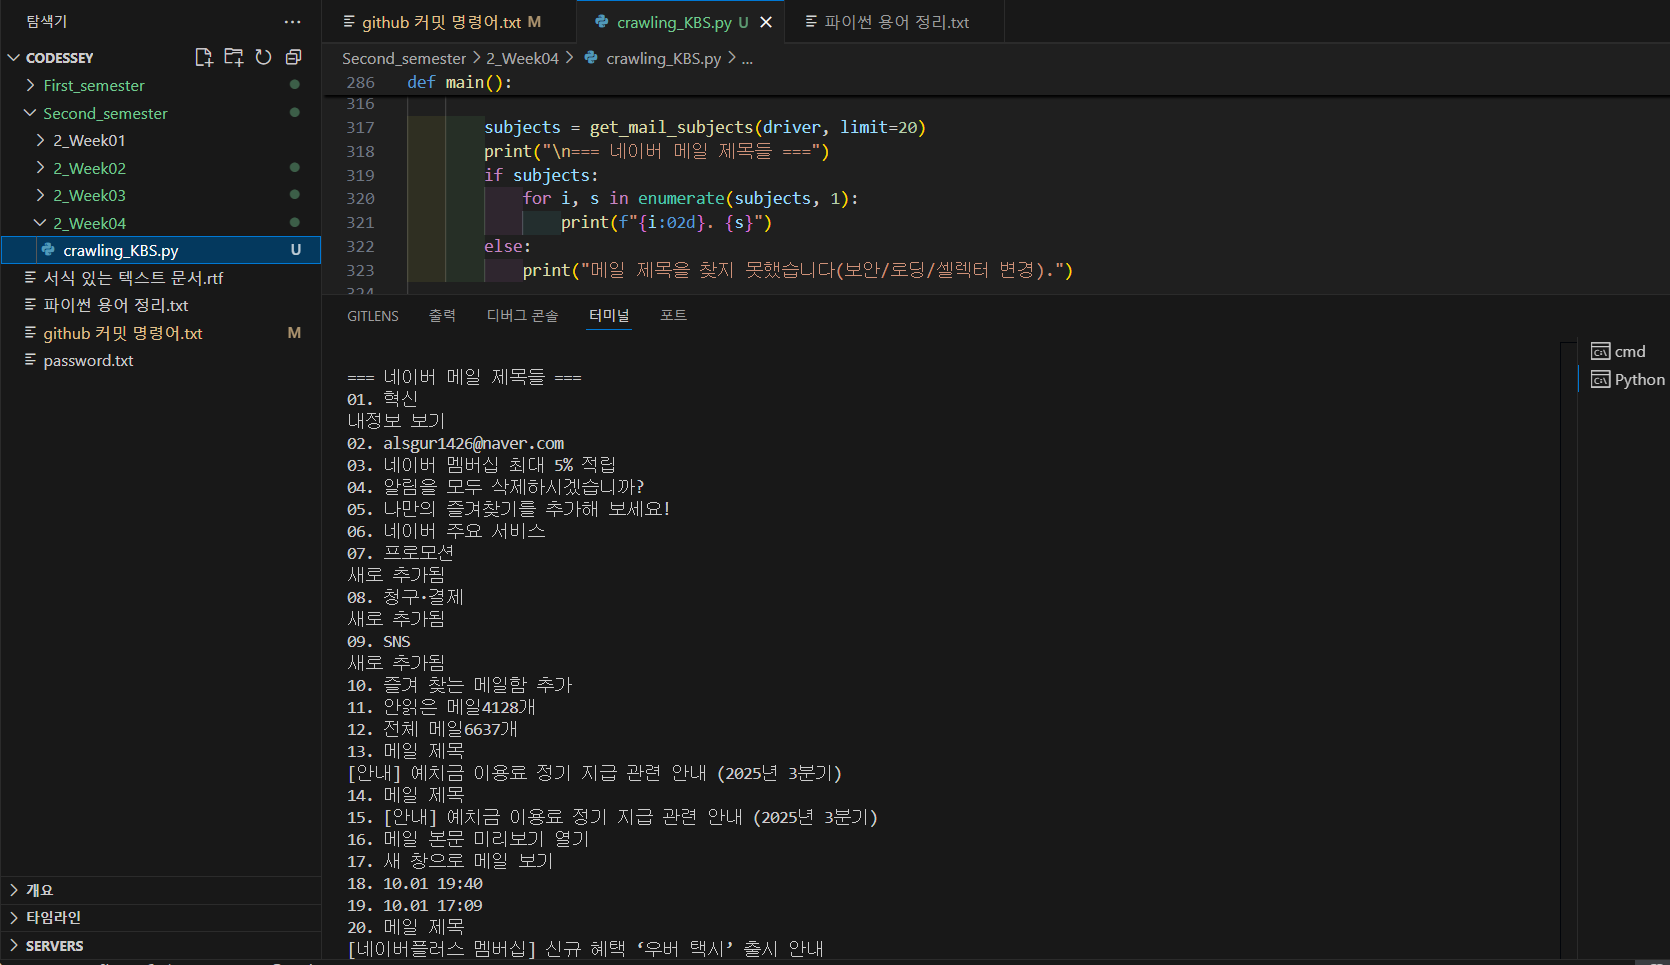 탐색기
CODESSEY
First_semester
Second_semester
2_Week01
2_Week02
2_Week03
2_Week04
crawling_KBS.py U
서식 있는 텍스트 문서.rtf
파이썬 용어 정리.txt
github 커밋 명령어.txt M
password.txt
개요
타임라인
SERVERS
github 커밋 명령어.txt M
crawling_KBS.py U
파이썬 용어 정리.txt
Second_semester > 2_Week04 > crawling_KBS.py > ...
286 def main():
316
317 subjects = get_mail_subjects(driver, limit=20)
318 print("\n=== 네이버 메일 제목들 ===")
319 if subjects:
320 for i, s in enumerate(subjects, 1):
321 print(f"{i:02d}. {s}")
322 else:
323 print("메일 제목을 찾지 못했습니다(보안/로딩/셀렉터 변경).")
324
GITLENS 출력 디버그 콘솔 터미널 포트
=== 네이버 메일 제목들 ===
01. 혁신
내정보 보기
02. alsgur1426@naver.com
03. 네이버 멤버십 최대 5% 적립
04. 알림을 모두 삭제하시겠습니까?
05. 나만의 즐겨찾기를 추가해 보세요!
06. 네이버 주요 서비스
07. 프로모션
새로 추가됨
08. 청구·결제
새로 추가됨
09. SNS
새로 추가됨
10. 즐겨 찾는 메일함 추가
11. 안읽은 메일4128개
12. 전체 메일6637개
13. 메일 제목
[안내] 예치금 이용료 정기 지급 관련 안내 (2025년 3분기)
14. 메일 제목
15. [안내] 예치금 이용료 정기 지급 관련 안내 (2025년 3분기)
16. 메일 본문 미리보기 열기
17. 새 창으로 메일 보기
18. 10.01 19:40
19. 10.01 17:09
20. 메일 제목
[네이버플러스 멤버십] 신규 혜택 ‘우버 택시’ 출시 안내
cmd
Python